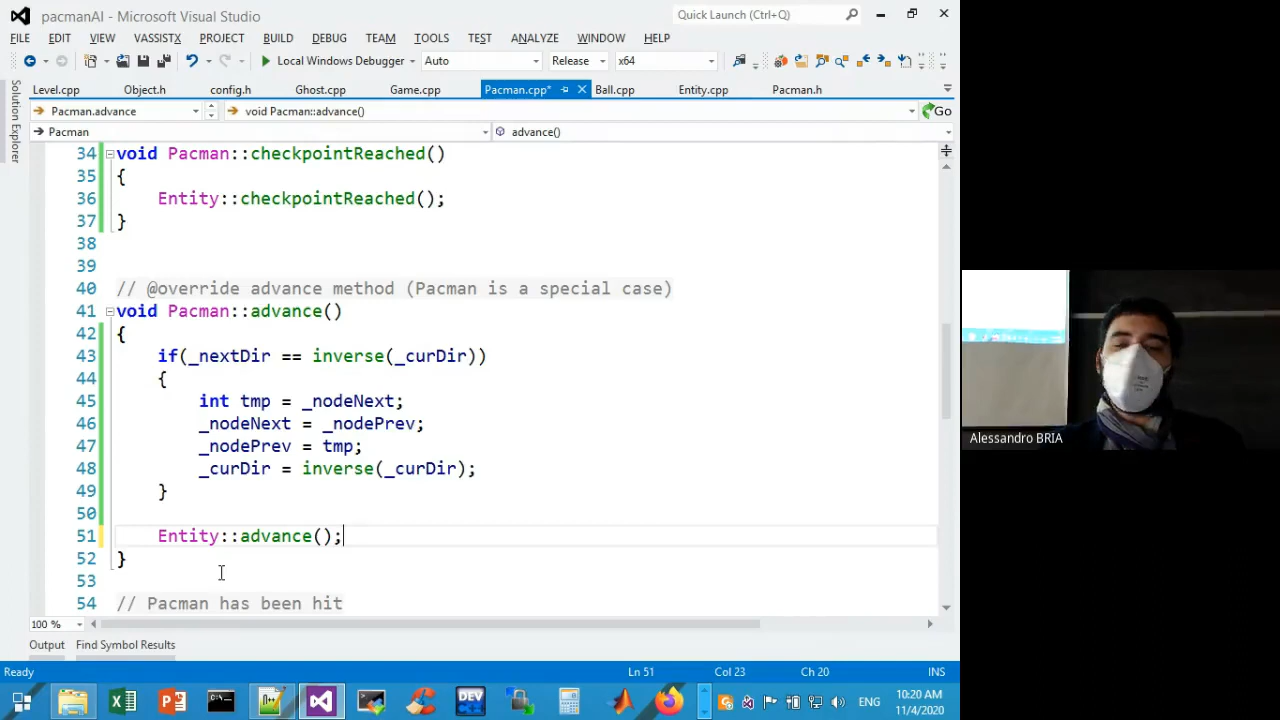 pacmanAI - Microsoft Visual Studio
Quick Launch (Ctrl+Q)
FILE EDIT VIEW VASSISTX PROJECT BUILD DEBUG TEAM TOOLS TEST ANALYZE WINDOW HELP
Local Windows Debugger Auto Release x64
Solution Explorer
Level.cpp Object.h config.h Ghost.cpp Game.cpp Pacman.cpp* Ball.cpp Entity.cpp Pacman.h
Pacman.advance void Pacman::advance() Go
Pacman advance()
34 void Pacman::checkpointReached()
35 {
36 Entity::checkpointReached();
37 }
38
39
40 // @override advance method (Pacman is a special case)
41 void Pacman::advance()
42 {
43 if(_nextDir == inverse(_curDir))
44 {
45 int tmp = _nodeNext;
46 _nodeNext = _nodePrev;
47 _nodePrev = tmp;
48 _curDir = inverse(_curDir);
49 }
50
51 Entity::advance();
52 }
53
54 // Pacman has been hit
100 %
Output Find Symbol Results
Ready Ln 51 Col 23 Ch 20 INS
DEV
ENG
10:20 AM
11/4/2020
Alessandro BRIA